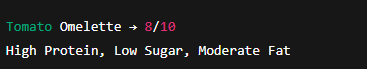 Tomato Omelette → 8/10
High Protein, Low Sugar, Moderate Fat